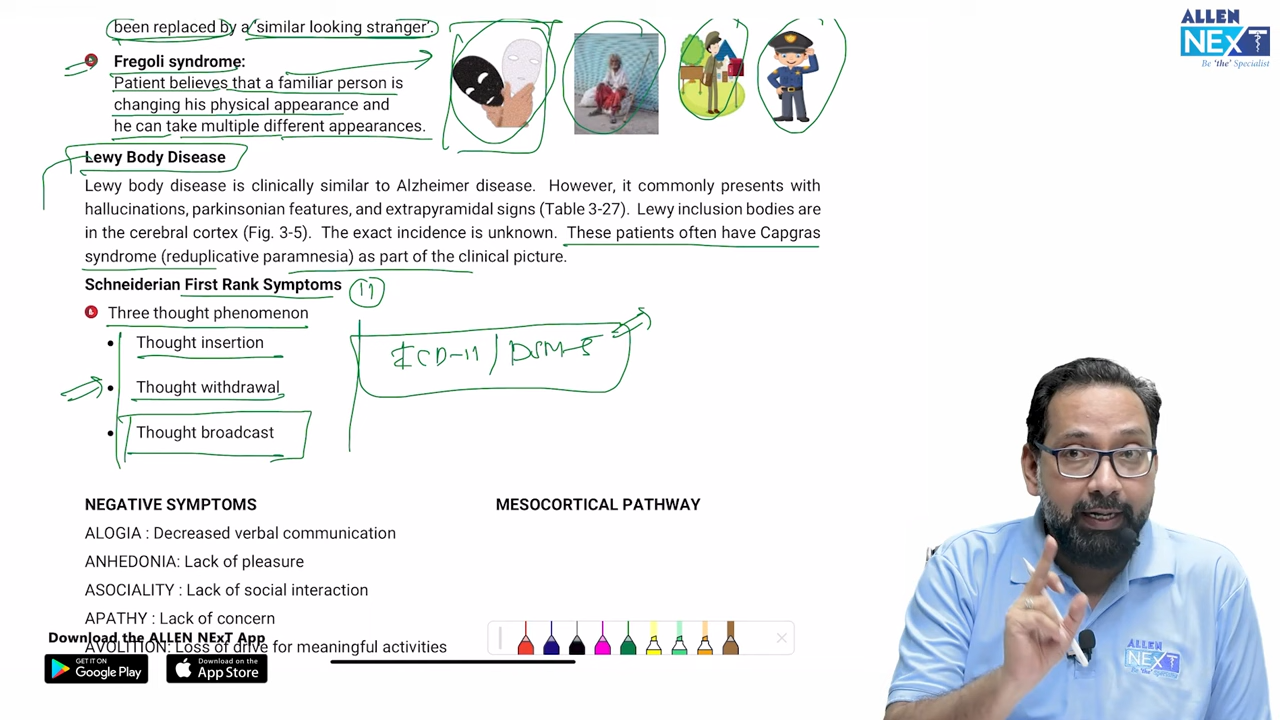 been replaced by a 'similar looking stranger'.
Fregoli syndrome:
Patient believes that a familiar person is
changing his physical appearance and
he can take multiple different appearances.
Lewy Body Disease
Lewy body disease is clinically similar to Alzheimer disease. However, it commonly presents with
hallucinations, parkinsonian features, and extrapyramidal signs (Table 3-27). Lewy inclusion bodies are
in the cerebral cortex (Fig. 3-5). The exact incidence is unknown. These patients often have Capgras
syndrome (reduplicative paramnesia) as part of the clinical picture.
Schneiderian First Rank Symptoms 11
Three thought phenomenon
• Thought insertion
• Thought withdrawal
• Thought broadcast
ICD-11 / DSM-5
NEGATIVE SYMPTOMS
ALOGIA : Decreased verbal communication
ANHEDONIA: Lack of pleasure
ASOCIALITY : Lack of social interaction
APATHY : Lack of concern
AVOLITION: Loss of drive for meaningful activities
MESOCORTICAL PATHWAY
Download the ALLEN NExT App
GET IT ON
Google Play
Download on the
App Store
ALLEN
NEXT
Be 'the' Specialist
ALLEN
NEXT